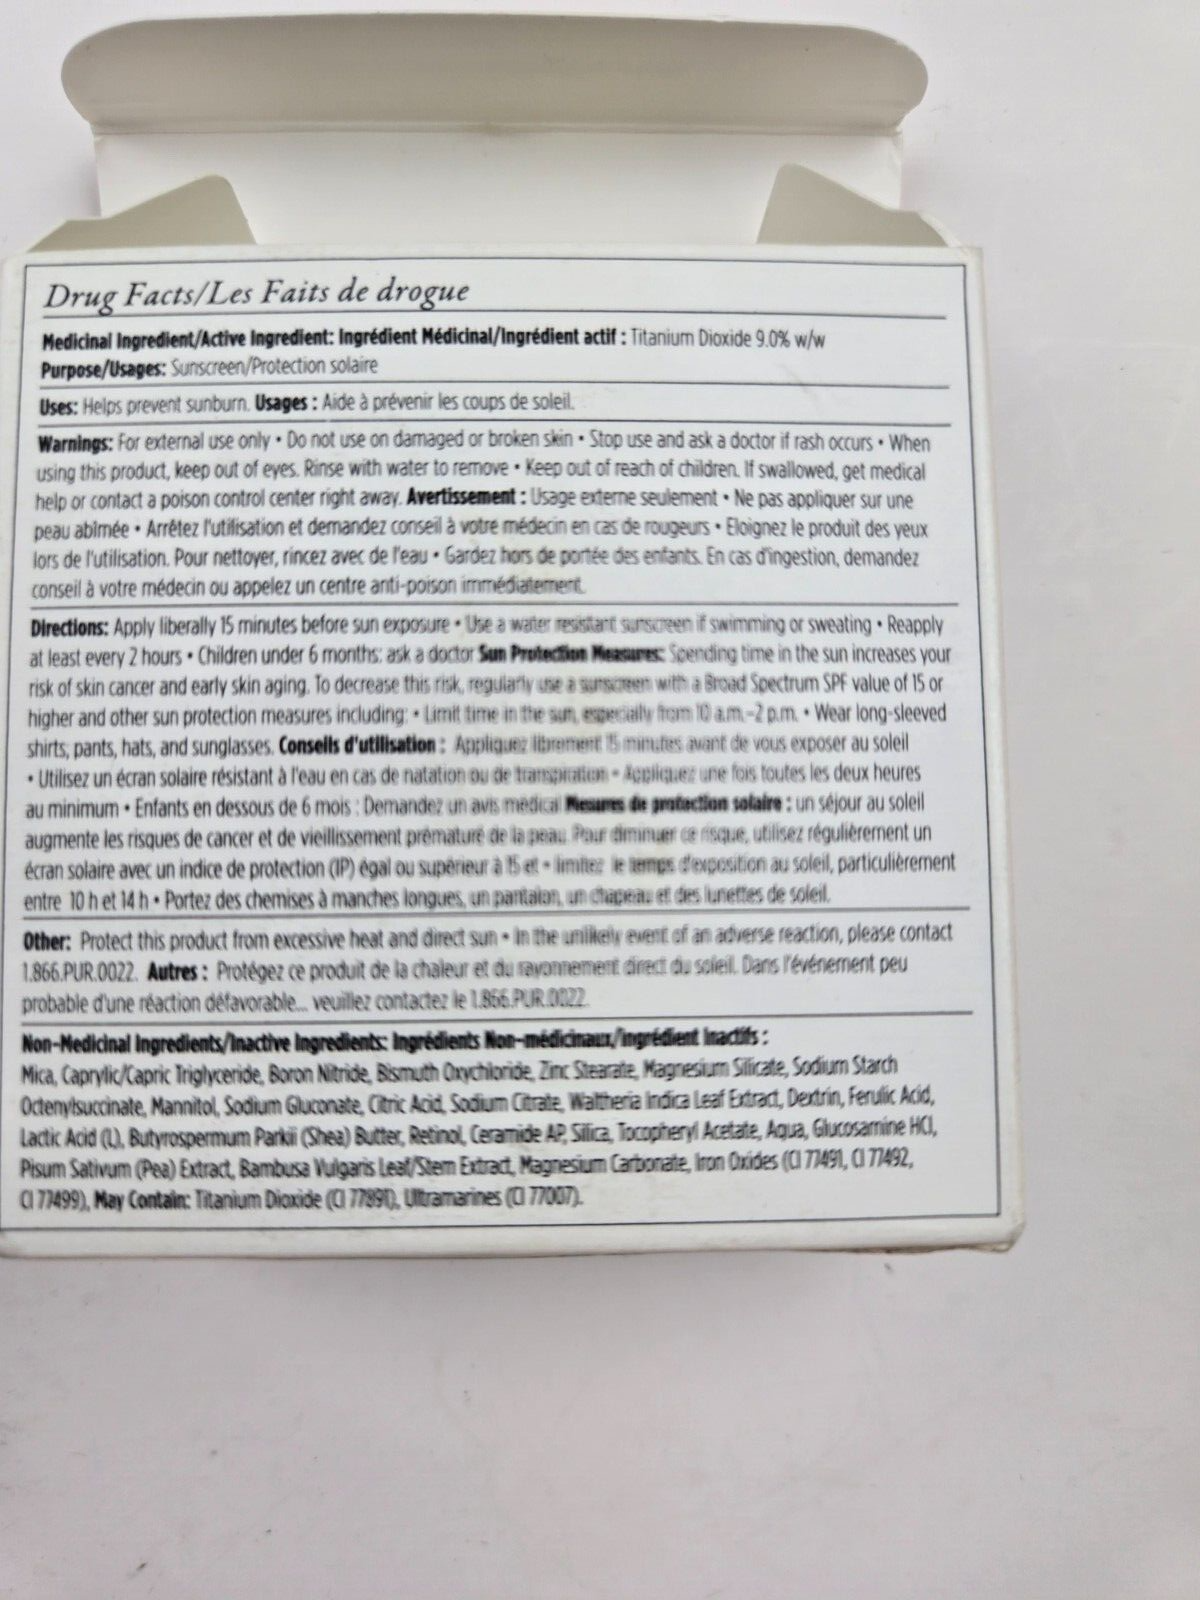 Drug Facts/Les Faits de drogue
Medicinal Ingredient/Active Ingredient: Ingrédient Médicinal/Ingrédient actif : Titanium Dioxide 9.0% w/w
Purpose/Usages: Sunscreen/Protection solaire
Uses: Helps prevent sunburn. Usages : Aide à prévenir les coups de soleil.
Warnings: For external use only • Do not use on damaged or broken skin • Stop use and ask a doctor if rash occurs • When
using this product, keep out of eyes. Rinse with water to remove • Keep out of reach of children. If swallowed, get medical
help or contact a poison control center right away. Avertissement : Usage externe seulement • Ne pas appliquer sur une
peau abîmée • Arrêtez l'utilisation et demandez conseil à votre médecin en cas de rougeurs • Eloignez le produit des yeux
lors de l'utilisation. Pour nettoyer, rincez avec de l'eau • Gardez hors de portée des enfants. En cas d'ingestion, demandez
conseil à votre médecin ou appelez un centre anti-poison immédiatement.
Directions: Apply liberally 15 minutes before sun exposure • Use a water resistant sunscreen if swimming or sweating • Reapply
at least every 2 hours • Children under 6 months: ask a doctor Sun Protection Measures: Spending time in the sun increases your
risk of skin cancer and early skin aging. To decrease this risk, regularly use a sunscreen with a Broad Spectrum SPF value of 15 or
higher and other sun protection measures including: • Limit time in the sun, especially from 10 a.m.–2 p.m. • Wear long-sleeved
shirts, pants, hats, and sunglasses. Conseils d'utilisation : Appliquez librement 15 minutes avant de vous exposer au soleil
• Utilisez un écran solaire résistant à l'eau en cas de natation ou de transpiration • Appliquez une fois toutes les deux heures
au minimum • Enfants en dessous de 6 mois : Demandez un avis médical Mesures de protection solaire : un séjour au soleil
augmente les risques de cancer et de vieillissement prématuré de la peau. Pour diminuer ce risque, utilisez régulièrement un
écran solaire avec un indice de protection (IP) égal ou supérieur à 15 et • limitez le temps d'exposition au soleil, particulièrement
entre 10 h et 14 h • Portez des chemises à manches longues, un pantalon, un chapeau et des lunettes de soleil.
Other: Protect this product from excessive heat and direct sun • In the unlikely event of an adverse reaction, please contact
1.866.PUR.0022. Autres : Protégez ce produit de la chaleur et du rayonnement direct du soleil. Dans l'événement peu
probable d'une réaction défavorable... veuillez contactez le 1.866.PUR.0022.
Non-Medicinal Ingredients/Inactive Ingredients: Ingrédients Non-médicinaux/ingrédient Inactifs :
Mica, Caprylic/Capric Triglyceride, Boron Nitride, Bismuth Oxychloride, Zinc Stearate, Magnesium Silicate, Sodium Starch
Octenylsuccinate, Mannitol, Sodium Gluconate, Citric Acid, Sodium Citrate, Waltheria Indica Leaf Extract, Dextrin, Ferulic Acid,
Lactic Acid (L), Butyrospermum Parkii (Shea) Butter, Retinol, Ceramide AP, Silica, Tocopheryl Acetate, Aqua, Glucosamine HCl,
Pisum Sativum (Pea) Extract, Bambusa Vulgaris Leaf/Stem Extract, Magnesium Carbonate, Iron Oxides (CI 77491, CI 77492,
CI 77499), May Contain: Titanium Dioxide (CI 77891), Ultramarines (CI 77007).